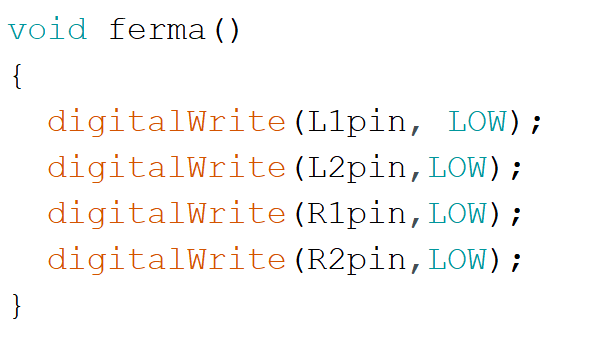 void ferma()
{
  digitalWrite(L1pin, LOW);
  digitalWrite(L2pin,LOW);
  digitalWrite(R1pin,LOW);
  digitalWrite(R2pin,LOW);
}